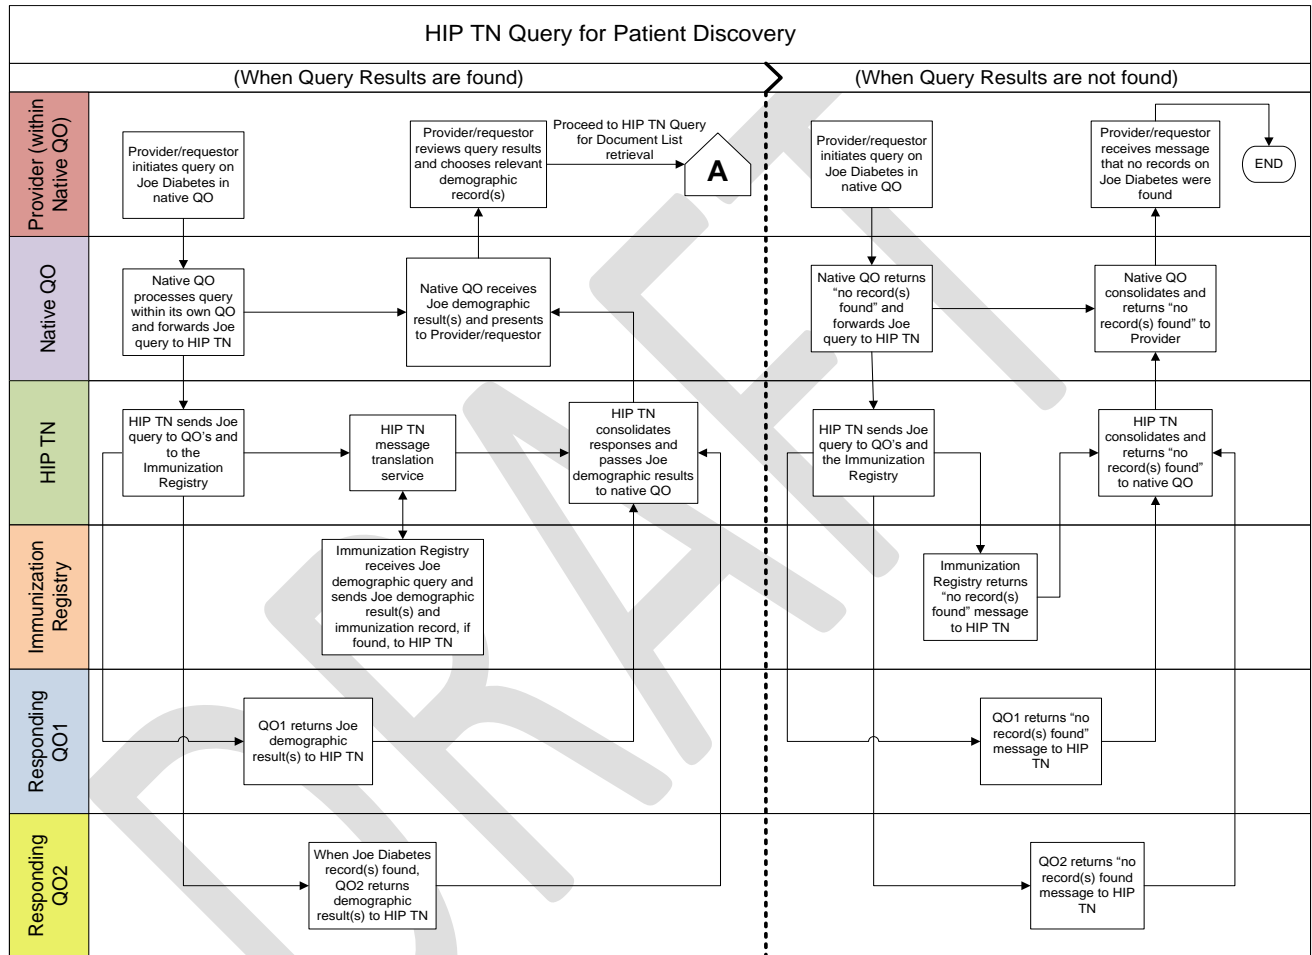 HIP TN Query for Patient Discovery
(When Query Results are found)
(When Query Results are not found)
Provider (within
Native QO)
Provider/requestor
initiates query on
Joe Diabetes in
native QO
Provider/requestor
reviews query results
and chooses relevant
demographic
record(s)
Proceed to HIP TN Query
for Document List
retrieval
A
Provider/requestor
initiates query on
Joe Diabetes in
native QO
Provider/requestor
receives message
that no records on
Joe Diabetes were
found
END
Native QO
Native QO
processes query
within its own QO
and forwards Joe
query to HIP TN
Native QO receives
Joe demographic
result(s) and presents
to Provider/requestor
Native QO returns
“no record(s)
found” and
forwards Joe
query to HIP TN
Native QO
consolidates and
returns “no
record(s) found” to
Provider
HIP TN
HIP TN sends Joe
query to QO's and
to the
Immunization
Registry
HIP TN
message
translation
service
HIP TN
consolidates
responses and
passes Joe
demographic results
to native QO
HIP TN sends Joe
query to QO's and
the Immunization
Registry
HIP TN
consolidates and
returns “no
record(s) found”
to native QO
Immunization
Registry
Immunization Registry
receives Joe
demographic query and
sends Joe demographic
result(s) and
immunization record, if
found, to HIP TN
Immunization
Registry returns
“no record(s)
found” message
to HIP TN
Responding
QO1
QO1 returns Joe
demographic
result(s) to HIP TN
QO1 returns “no
record(s) found”
message to HIP
TN
Responding
QO2
When Joe Diabetes
record(s) found,
QO2 returns
demographic
result(s) to HIP TN
QO2 returns “no
record(s) found
message to HIP
TN
DRAFT